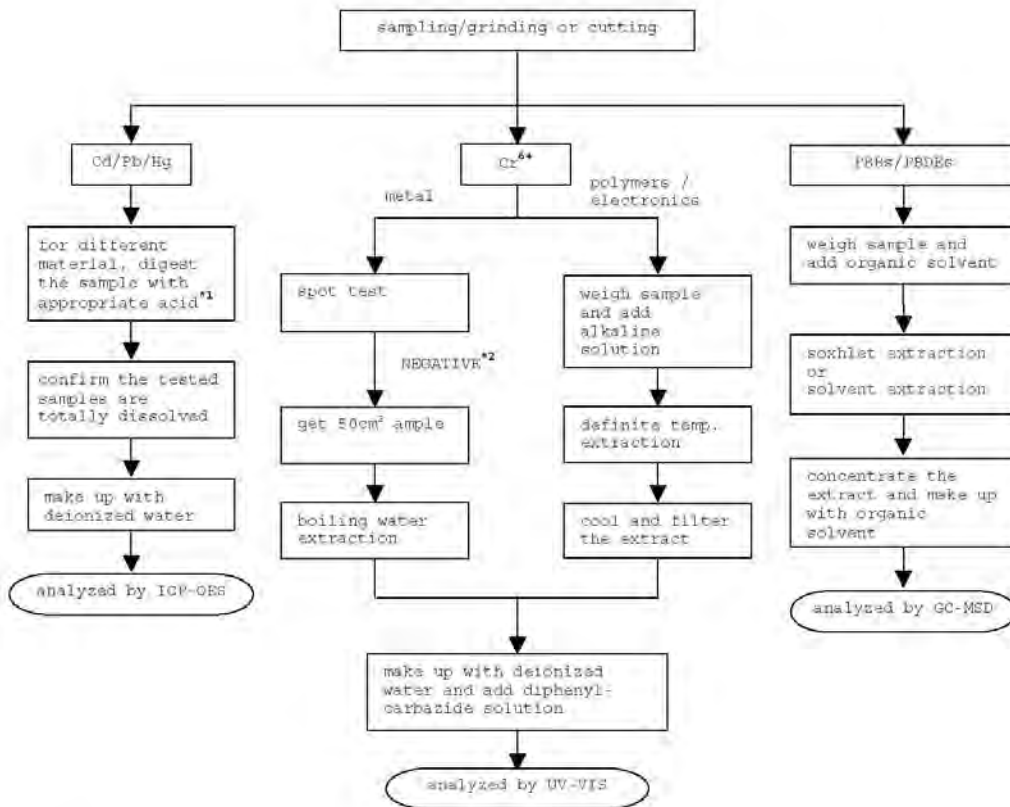 sampling/grinding or cutting
Cd/Pb/Hg
for different
material, digest
the sample with
appropriate acid*1
confirm the tested
samples are
totally dissolved
make up with
deionized water
analyzed by ICP-OES
Cr6+
metal
spot test
NEGATIVE*2
get 50cm² ample
boiling water
extraction
polymers /
electronics
weigh sample
and add
alkaline
solution
definite temp.
extraction
cool and filter
the extract
make up with deionized
water and add diphenyl-
carbazide solution
analyzed by UV-VIS
PBBs/PBDEs
weigh sample and
add organic solvent
soxhlet extraction
or
solvent extraction
concentrate the
extract and make up
with organic
solvent
analyzed by GC-MSD